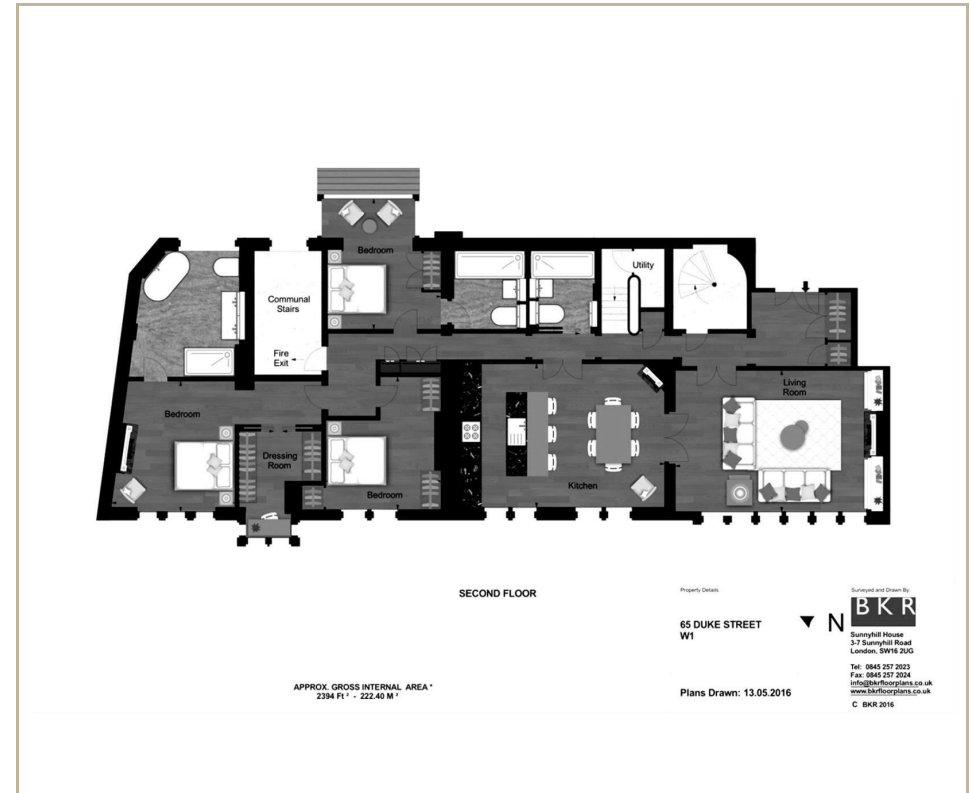 Bedroom
Communal
Stairs
Utility
Fire
Exit
Bedroom
Living
Room
Dressing
Room
Bedroom
Kitchen
SECOND FLOOR
APPROX. GROSS INTERNAL AREA *
2394 Ft ² - 222.40 M ²
Property Details
65 DUKE STREET
W1
Plans Drawn: 13.05.2016
N
Surveyed and Drawn By
BKR
Sunnyhill House
3-7 Sunnyhill Road
London, SW16 2UG
Tel: 0845 257 2023
Fax: 0845 257 2024
info@bkrfloorplans.co.uk
www.bkrfloorplans.co.uk
C BKR 2016